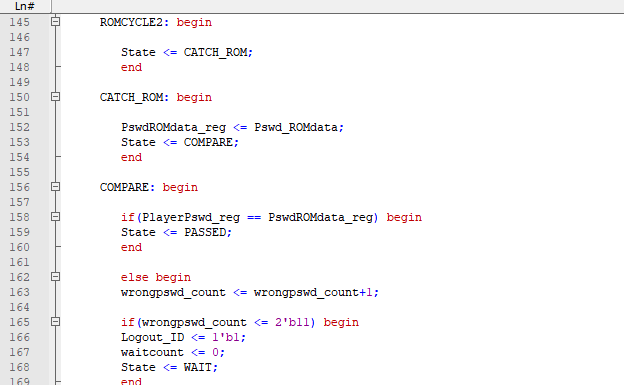 Ln#
145 ROMCYCLE2: begin
146
147 State <= CATCH_ROM;
148 end
149
150 CATCH_ROM: begin
151
152 PswdROMdata_reg <= Pswd_ROMdata;
153 State <= COMPARE;
154 end
155
156 COMPARE: begin
157
158 if(PlayerPswd_reg == PswdROMdata_reg) begin
159 State <= PASSED;
160 end
161
162 else begin
163 wrongpswd_count <= wrongpswd_count+1;
164
165 if(wrongpswd_count <= 2'b11) begin
166 Logout_ID <= 1'b1;
167 waitcount <= 0;
168 State <= WAIT;
169 end